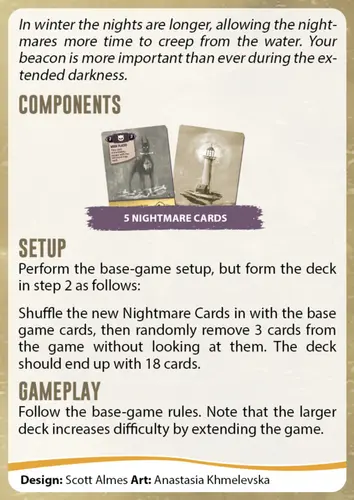 In winter the nights are longer, allowing the night-
mares more time to creep from the water. Your
beacon is more important than ever during the ex-
tended darkness.
COMPONENTS
5 NIGHTMARE CARDS
SETUP
Perform the base-game setup, but form the deck
in step 2 as follows:
Shuffle the new Nightmare Cards in with the base
game cards, then randomly remove 3 cards from
the game without looking at them. The deck
should end up with 18 cards.
GAMEPLAY
Follow the base-game rules. Note that the larger
deck increases difficulty by extending the game.
Design: Scott Almes Art: Anastasia Khmelevska